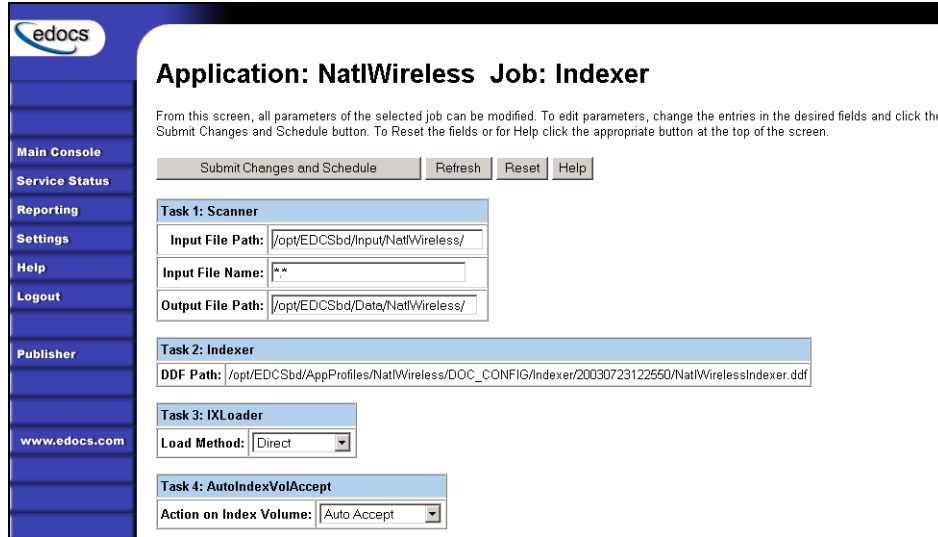 edocs
Application: NatlWireless Job: Indexer
From this screen, all parameters of the selected job can be modified. To edit parameters, change the entries in the desired fields and click the
Submit Changes and Schedule button. To Reset the fields or for Help click the appropriate button at the top of the screen.
Submit Changes and Schedule Refresh Reset Help
Main Console
Service Status
Reporting
Settings
Help
Logout
Publisher
www.edocs.com
Task 1: Scanner
Input File Path: /opt/EDCSbd/Input/NatlWireless/
Input File Name: *.*
Output File Path: /opt/EDCSbd/Data/NatlWireless/
Task 2: Indexer
DDF Path: /opt/EDCSbd/AppProfiles/NatlWireless/DOC_CONFIG/Indexer/20030723122550/NatlWirelessIndexer.ddf
Task 3: IXLoader
Load Method: Direct
Task 4: AutoIndexVolAccept
Action on Index Volume: Auto Accept